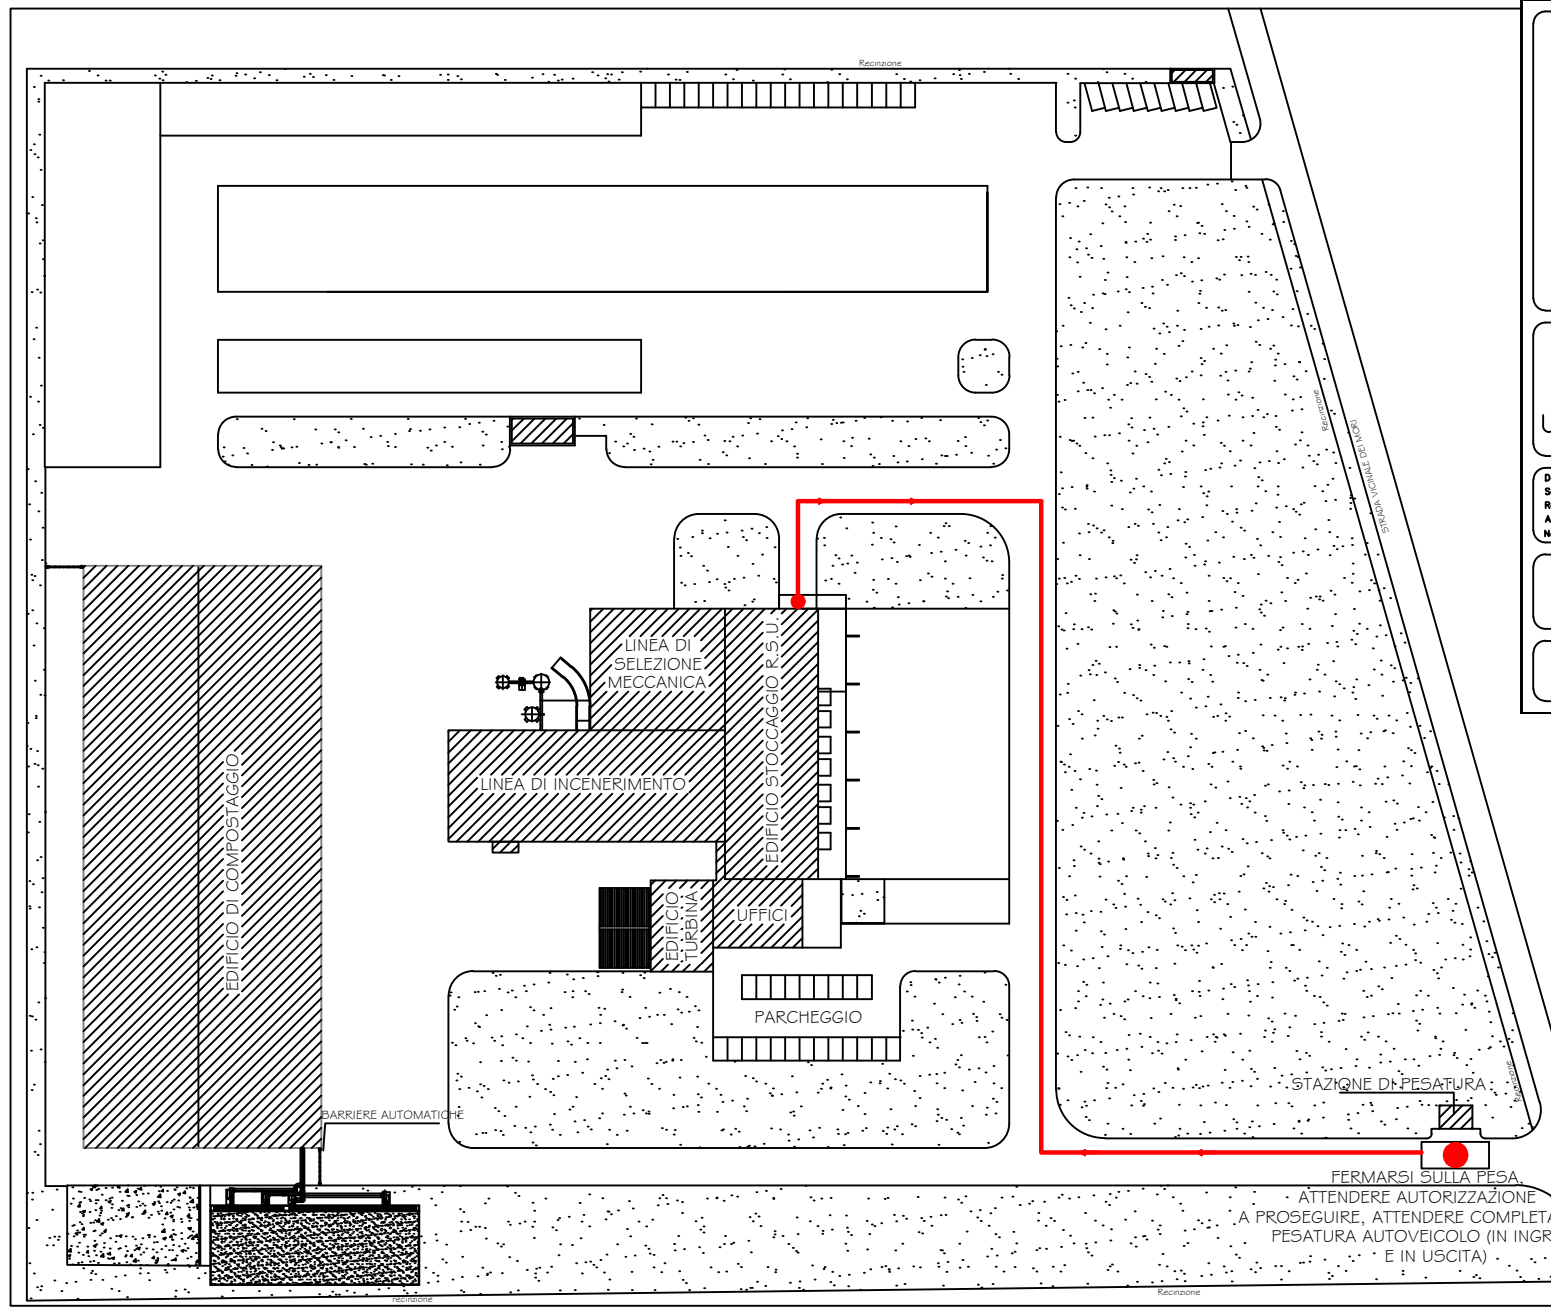 Recinzione
Recinzione
STRADA VICINALE DEI MORI
D
S
R
A
N
LINEA DI
SELEZIONE
MECCANICA
EDIFICIO STOCCAGGIO R.S.U.
LINEA DI INCENERIMENTO
EDIFICIO DI COMPOSTAGGIO
EDIFICIO
TURBINA
UFFICI
PARCHEGGIO
BARRIERE AUTOMATICHE
STAZIONE DI PESATURA
Recinzione
FERMARSI SULLA PESA,
ATTENDERE AUTORIZZAZIONE
A PROSEGUIRE, ATTENDERE COMPLETA
PESATURA AUTOVEICOLO (IN INGR
E IN USCITA)
recinzione
Recinzione